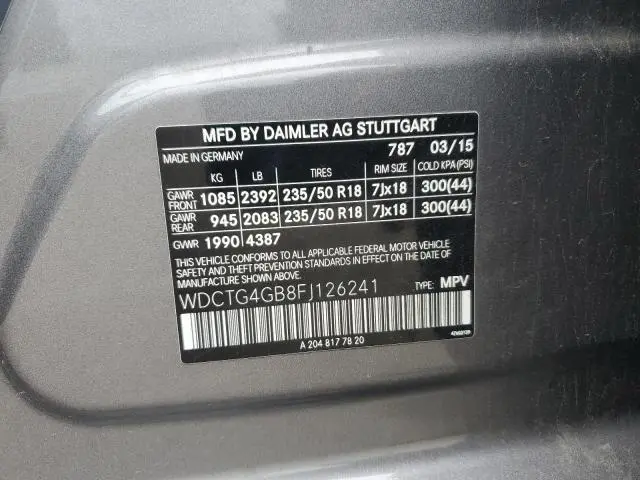 MFD BY DAIMLER AG STUTTGART
MADE IN GERMANY 787 03/15
KG LB TIRES RIM SIZE COLD KPA(PSI)
GAWR FRONT 1085 2392 235/50 R18 7Jx18 300(44)
GAWR REAR 945 2083 235/50 R18 7Jx18 300(44)
GVWR 1990 4387
THIS VEHICLE CONFORMS TO ALL APPLICABLE FEDERAL MOTOR VEHICLE
SAFETY, BUMPER, AND THEFT PREVENTION STANDARDS IN EFFECT
ON THE DATE OF MANUFACTURE SHOWN ABOVE.
WDCTG4GB8FJ126241 TYPE: MPV
A 204 817 78 20